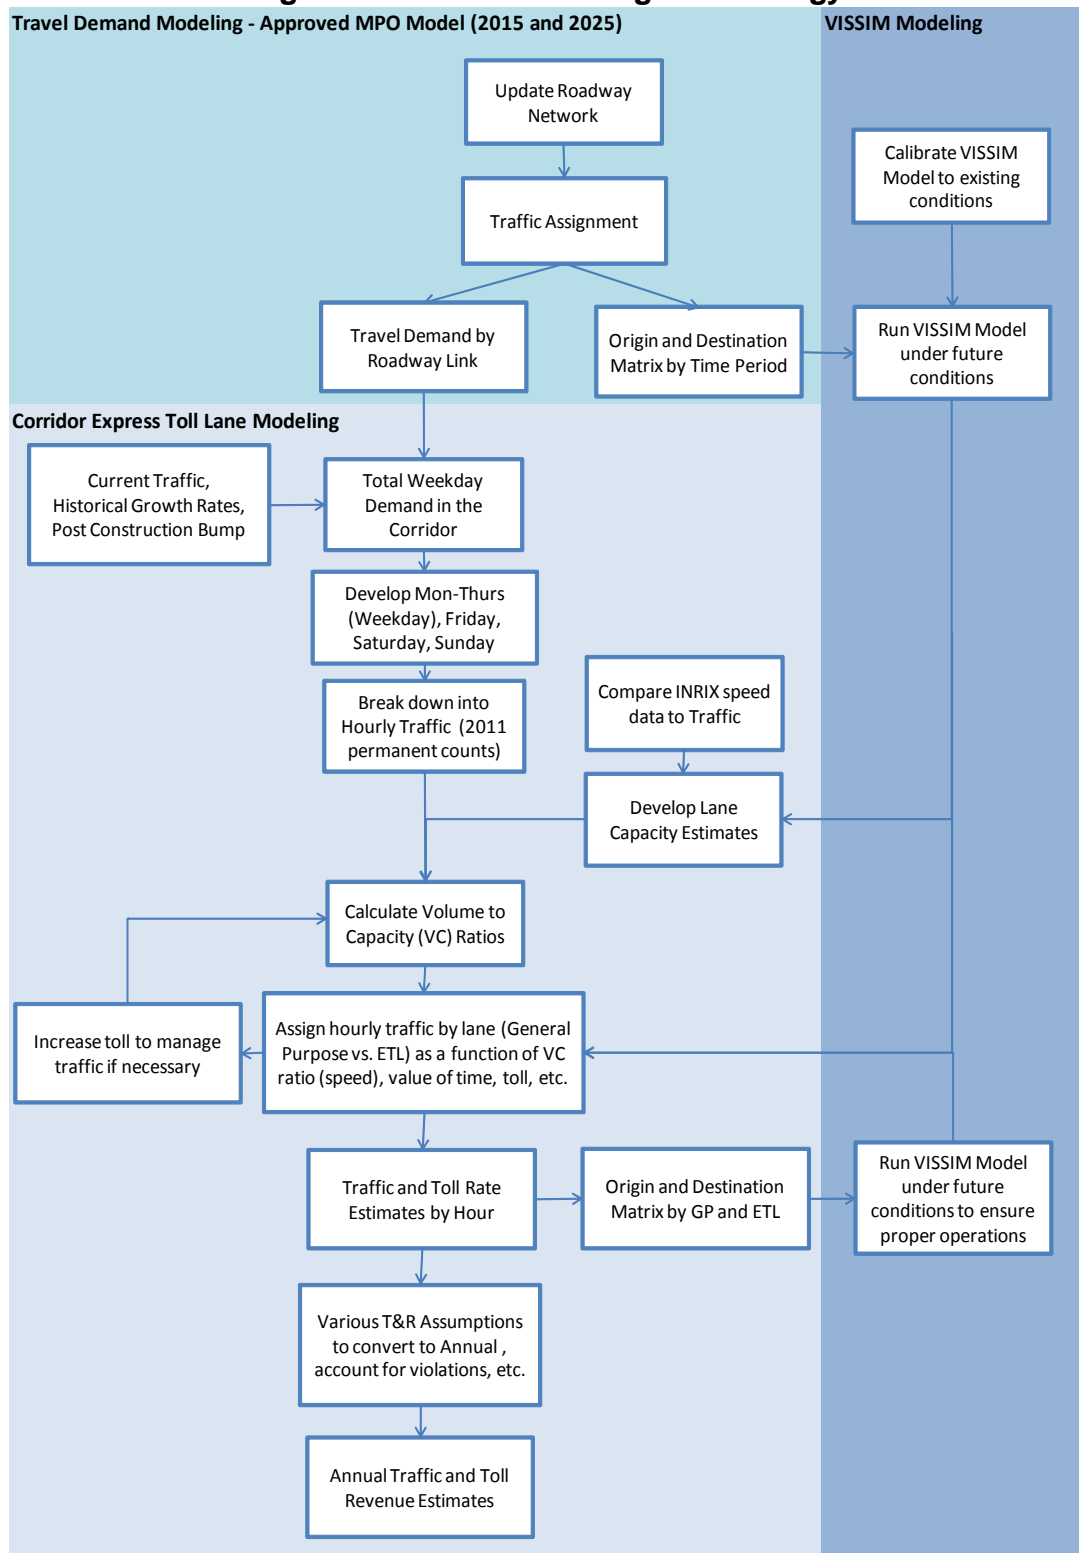 Travel Demand Modeling - Approved MPO Model (2015 and 2025)
VISSIM Modeling
Update Roadway
Network
Calibrate VISSIM
Model to existing
conditions
Traffic Assignment
Travel Demand by
Roadway Link
Origin and Destination
Matrix by Time Period
Run VISSIM Model
under future
conditions
Corridor Express Toll Lane Modeling
Current Traffic,
Historical Growth Rates,
Post Construction Bump
Total Weekday
Demand in the
Corridor
Develop Mon-Thurs
(Weekday), Friday,
Saturday, Sunday
Compare INRIX speed
data to Traffic
Break down into
Hourly Traffic (2011
permanent counts)
Develop Lane
Capacity Estimates
Calculate Volume to
Capacity (VC) Ratios
Increase toll to manage
traffic if necessary
Assign hourly traffic by lane (General
Purpose vs. ETL) as a function of VC
ratio (speed), value of time, toll, etc.
Traffic and Toll Rate
Estimates by Hour
Origin and Destination
Matrix by GP and ETL
Run VISSIM Model
under future
conditions to ensure
proper operations
Various T&R Assumptions
to convert to Annual ,
account for violations, etc.
Annual Traffic and Toll
Revenue Estimates